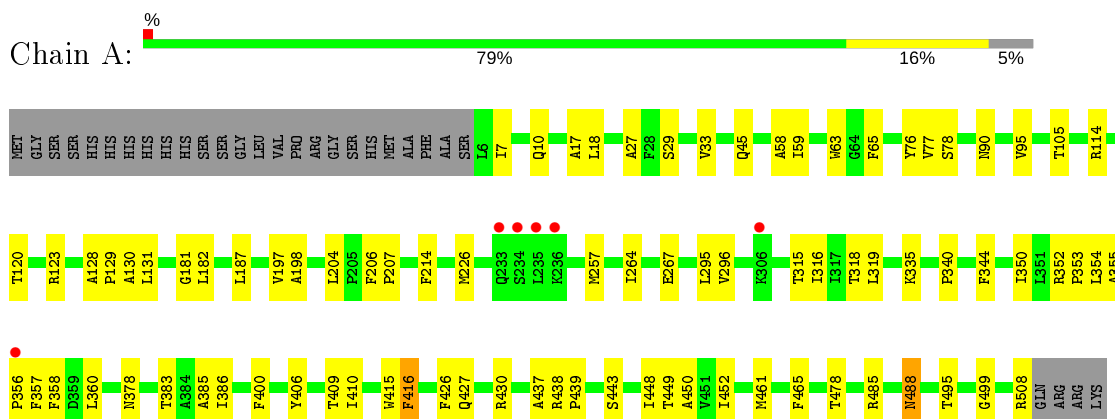 %
Chain A:
79% 16% 5%
MET GLY SER SER HIS HIS HIS HIS HIS HIS SER SER GLY LEU VAL PRO ARG GLY SER HIS MET ALA PHE ALA SER L6 I7 Q10 A17 L18 A27 F28 S29 V33 Q45 A58 I59 W63 G64 F65 Y76 V77 S78 N90 V95 T105 R114
T120 R123 A128 P129 A130 L131 G181 L182 L187 V197 A198 L204 P205 F206 P207 F214 M226 Q233 S234 L235 K236 M257 I264 E267 L295 V296 K306 T315 I316 I317 T318 L319 K335 P340 F344 I350 L351 R352 P353 L354 A355
P356 F357 F358 D359 L360 N378 T383 A384 A385 I386 F400 Y406 T409 I410 W415 F416 F426 Q427 R430 A437 R438 P439 S443 I448 T449 A450 V451 I452 M461 F465 T478 R485 N488 T495 G499 R508 GLN ARG ARG LYS